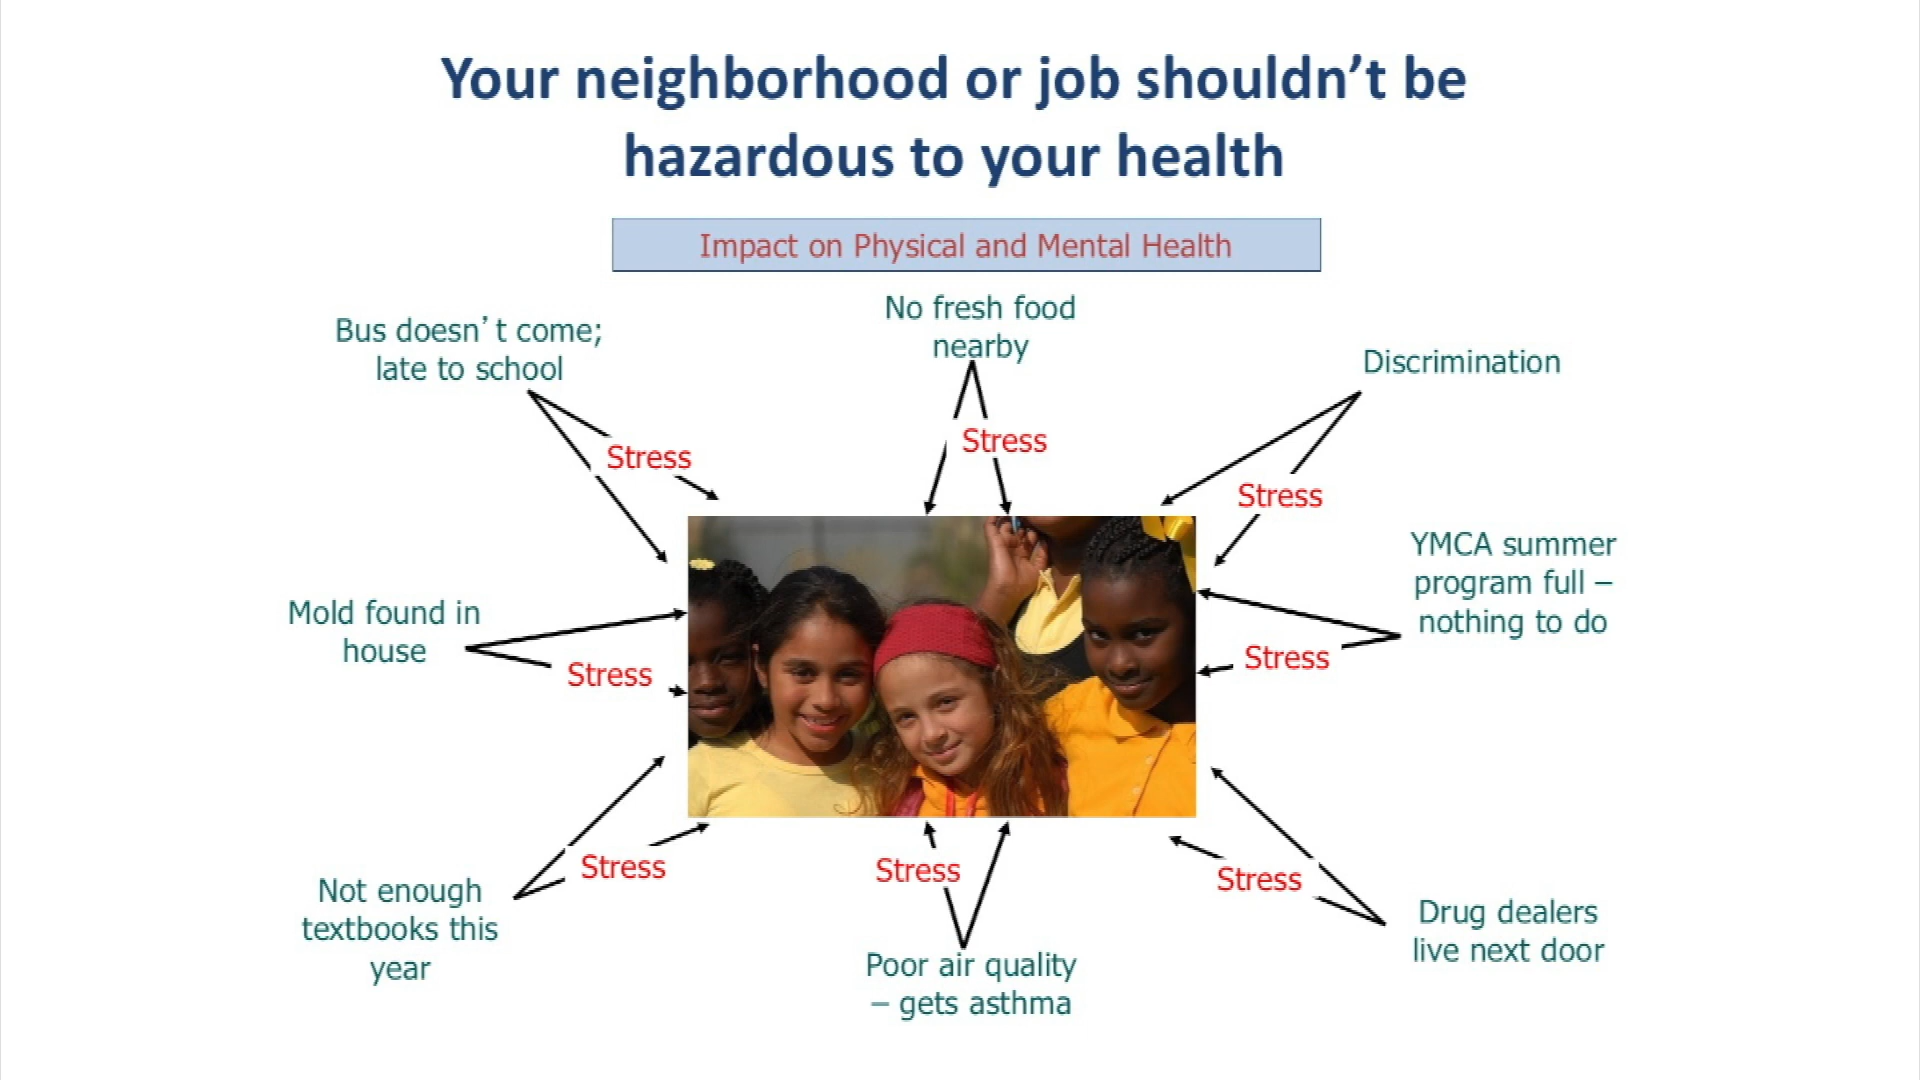 Your neighborhood or job shouldn’t be
hazardous to your health
Impact on Physical and Mental Health
No fresh food
nearby
Bus doesn’t come;
late to school
Discrimination
Stress
Stress
Stress
YMCA summer
program full –
nothing to do
Mold found in
house
Stress
Stress
Stress
Stress
Stress
Not enough
textbooks this
year
Drug dealers
live next door
Poor air quality
– gets asthma